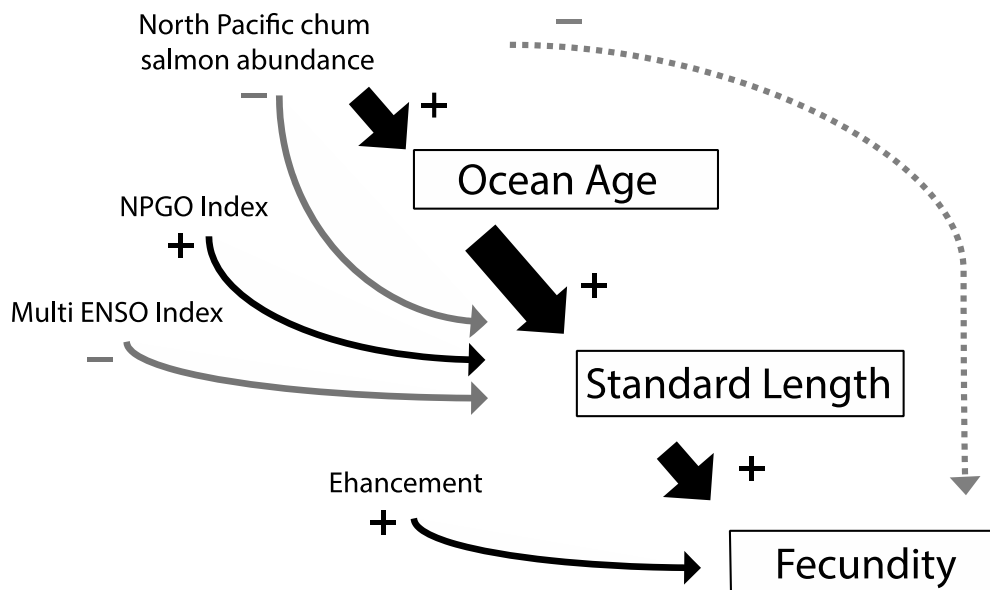 North Pacific chum
salmon abundance
−
−
+
Ocean Age
NPGO Index
+
+
Multi ENSO Index
−
Standard Length
+
Ehancement
+
Fecundity